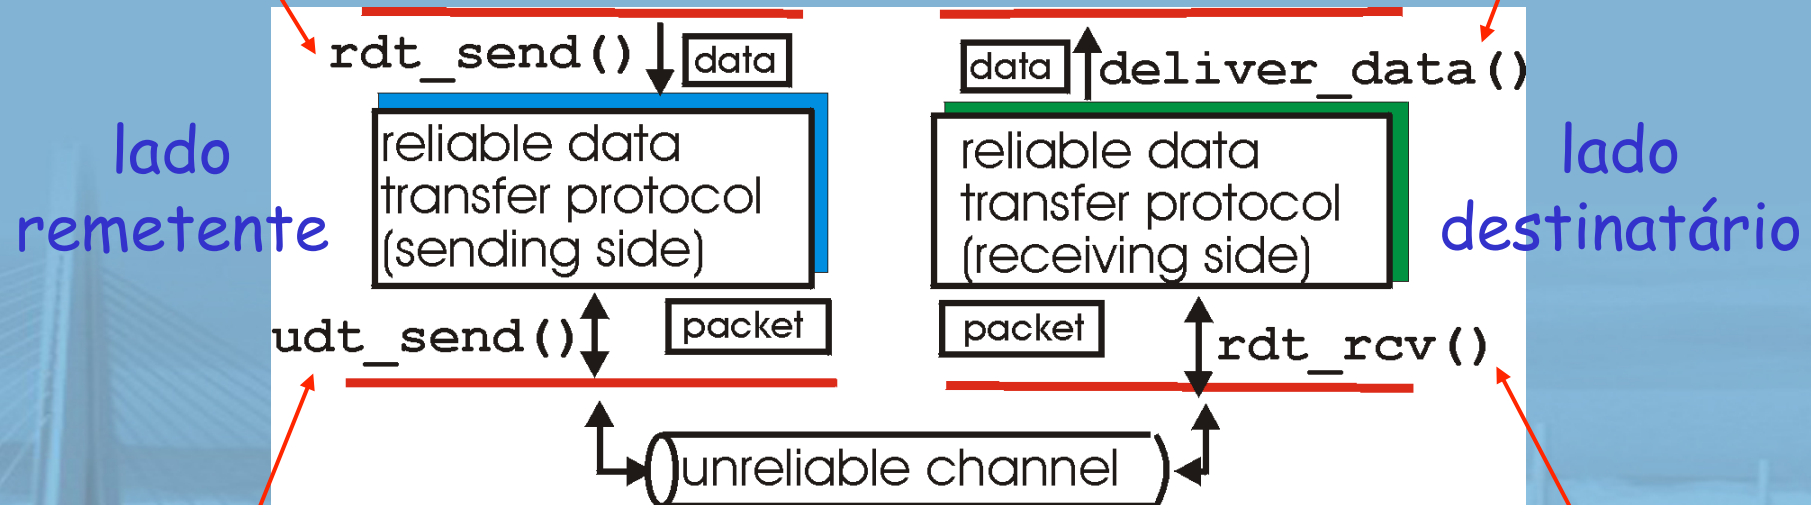 rdt_send()
data
data
deliver_data()
lado
remetente
reliable data
transfer protocol
(sending side)
reliable data
transfer protocol
(receiving side)
lado
destinatário
udt_send()
packet
packet
rdt_rcv()
unreliable channel